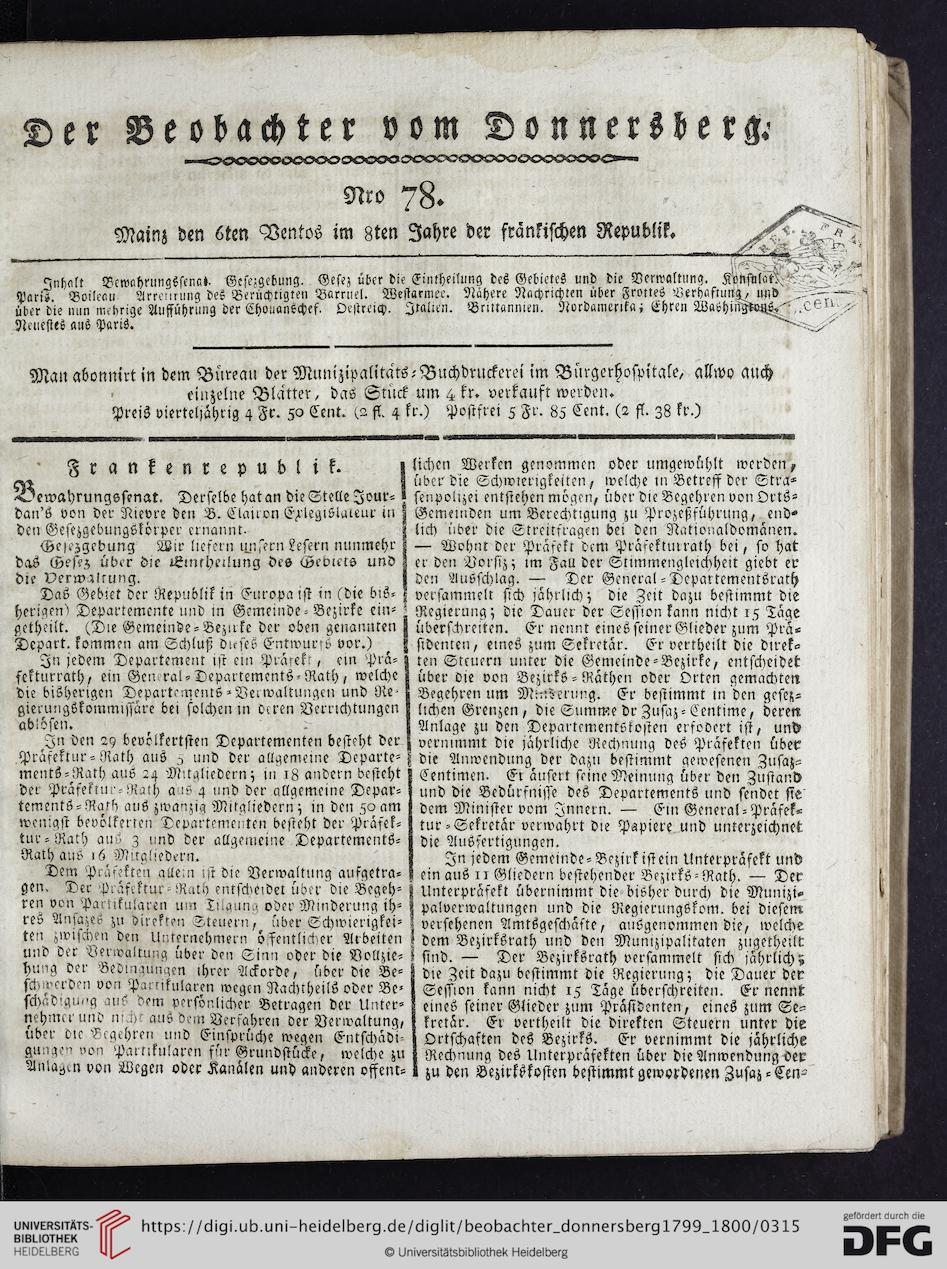 Der Beobachter vom Donnersberg.
Nro 78.
Mainz den 6ten Ventos im 8ten Jahre der fränkischen Republik.
REP. FRA
cen.
Inhalt Bewahrungssenat. Gesezgebung. Gesez über die Eintheilung des Gebietes und die Verwaltung. Konsulat.
Paris. Boileau Arretirung des Berüchtigten Barruel. Westarmee. Nähere Nachrichten über Frottes Verhaftung, und
über die nun mehrige Aufführung der Chouanschef. Oestreich. Italien. Brittannien. Nordamerika; Ehren Washingtons.
Neuestes aus Paris.
Man abonnirt in dem Büreau der Munizipalitäts-Buchdruckerei im Bürgerhospitale, allwo auch
einzelne Blätter, das Stück um 4 kr. verkauft werden.
Preis vierteljährig 4 Fr. 50 Cent. (2 fl. 4 kr.) Postfrei 5 Fr. 85 Cent. (2 fl. 38 kr.)
Frankenrepublik.
Bewahrungssenat. Derselbe hat an die Stelle Jour-
dan's von der Nievre den B. Clairon Exlegislateur in
den Gesezgebungskörper ernannt.
Gesezgebung Wir liefern unsern Lesern nunmehr
das Gesez über die Eintheilung des Gebiets und
die Verwaltung.
Das Gebiet der Republik in Europa ist in (die bis-
herigen) Departemente und in Gemeinde-Bezirke ein-
getheilt. (Die Gemeinde-Bezirke der oben genannten
Depart. kommen am Schluß dieses Entwurfs vor.)
In jedem Departement ist ein Präfekt, ein Prä-
fekturrath, ein General-Departements-Rath, welche
die bisherigen Departements-Verwaltungen und Re-
gierungskommissäre bei solchen in deren Verrichtungen
ablösen.
In den 29 bevölkertsten Departementen besteht der
Präfektur-Rath aus 5 und der allgemeine Departe-
ments-Rath aus 24 Mitgliedern; in 18 andern besteht
der Präfektur-Rath aus 4 und der allgemeine Depar-
tements-Rath aus zwanzig Mitgliedern; in den 50 am
wenigst bevölkerten Departementen besteht der Präfek-
tur-Rath aus 3 und der allgemeine Departements-
Rath aus 16 Mitgliedern.
Dem Präfekten allein ist die Verwaltung aufgetra-
gen. Der Präfektur-Rath entscheidet über die Begeh-
ren von Partikularen um Tilgung oder Minderung ih-
res Ansazes zu direkten Steuern, über Schwierigkei-
ten zwischen den Unternehmern öffentlicher Arbeiten
und der Verwaltung über den Sinn oder die Vollzie-
hung der Bedingungen ihrer Ackorde, über die Be-
schwerden von Partikularen wegen Nachtheils oder Be-
schädigung aus dem persönlicher Betragen der Unter-
nehmer und nicht aus dem Verfahren der Verwaltung,
über die Begehren und Einsprüche wegen Entschädi-
gungen von Partikularen für Grundstücke, welche zu
Anlagen von Wegen oder Kanälen und anderen offent-
lichen Werken genommen oder umgewühlt werden,
über die Schwierigkeiten, welche in Betreff der Stra-
senpolizei entstehen mögen, über die Begehren von Orts-
Gemeinden um Berechtigung zu Prozeßführung, end-
lich über die Streitfragen bei den Nationaldomänen.
— Wohnt der Präfekt dem Präfekturrath bei, so hat
er den Vorsiz; im Fall der Stimmengleichheit giebt er
den Ausschlag. — Der General-Departementsrath
versammelt sich jährlich; die Zeit dazu bestimmt die
Regierung; die Dauer der Session kann nicht 15 Täge
überschreiten. Er nennt eines seiner Glieder zum Prä-
sidenten, eines zum Sekretär. Er vertheilt die direk-
ten Steuern unter die Gemeinde-Bezirke, entscheidet
über die von Bezirks-Räthen oder Orten gemachten
Begehren um Minderung. Er bestimmt in den gesez-
lichen Grenzen, die Summe dr Zusaz-Centime, deren
Anlage zu den Departementskosten erfodert ist, und
vernimmt die jährliche Rechnung des Präfekten über
die Anwendung der dazu bestimmt gewesenen Zusaz-
Centimen. Er äusert seine Meinung über den Zustand
und die Bedürfnisse des Departements und sendet sie
dem Minister vom Innern. — Ein General-Präfek-
tur-Sekretär verwahrt die Papiere und unterzeichnet
die Ausfertigungen.
In jedem Gemeinde-Bezirk ist ein Unterpräfekt und
ein aus 11 Gliedern bestehender Bezirks-Rath. — Der
Unterpräfekt übernimmt die bisher durch die Munizi-
palverwaltungen und die Regierungskom. bei diesem
versehenen Amtsgeschäfte, ausgenommen die, welche
dem Bezirksrath und den Munizipalitaten zugetheilt
sind. — Der Bezirksrath versammelt sich jährlich;
die Zeit dazu bestimmt die Regierung; die Dauer der
Session kann nicht 15 Täge überschreiten. Er nennt
eines seiner Glieder zum Präsidenten, eines zum Se-
kretär. Er vertheilt die direkten Steuern unter die
Ortschaften des Bezirks. Er vernimmt die jährliche
Rechnung des Unterpräfekten über die Anwendung der
zu den Bezirkskosten bestimmt gewordenen Zusaz-Cen-
UNIVERSITÄTS-
BIBLIOTHEK
HEIDELBERG
https://digi.ub.uni-heidelberg.de/diglit/beobachter_donnersberg1799_1800/0315
© Universitätsbibliothek Heidelberg
gefördert durch die
DFG